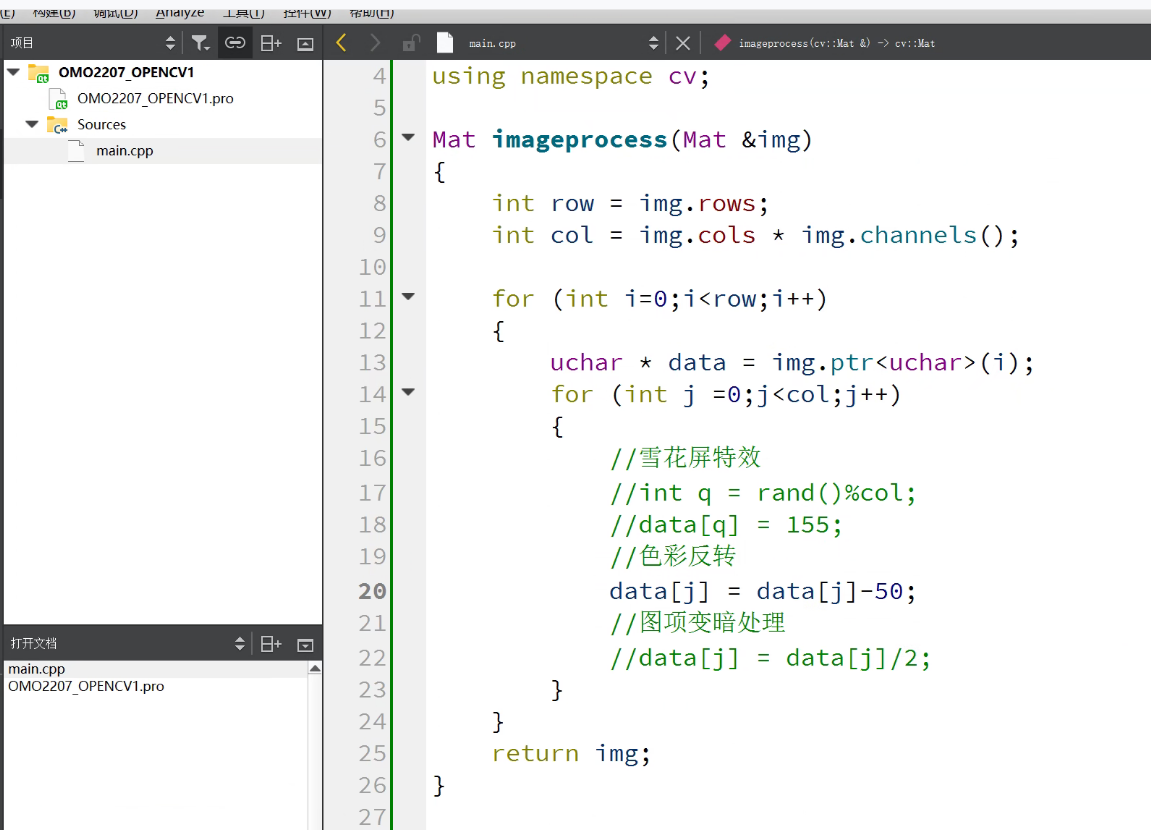 (E) 构建(B) 调试(D) Analyze 工具(T) 控件(W) 帮助(H)
项目
main.cpp
imageprocess(cv::Mat &) -> cv::Mat
OMO2207_OPENCV1
OMO2207_OPENCV1.pro
Sources
main.cpp
打开文档
main.cpp
OMO2207_OPENCV1.pro
4 using namespace cv;
5
6 Mat imageprocess(Mat &img)
7 {
8 int row = img.rows;
9 int col = img.cols * img.channels();
10
11 for (int i=0;i<row;i++)
12 {
13 uchar * data = img.ptr<uchar>(i);
14 for (int j =0;j<col;j++)
15 {
16 //雪花屏特效
17 //int q = rand()%col;
18 //data[q] = 155;
19 //色彩反转
20 data[j] = data[j]-50;
21 //图项变暗处理
22 //data[j] = data[j]/2;
23 }
24 }
25 return img;
26 }
27